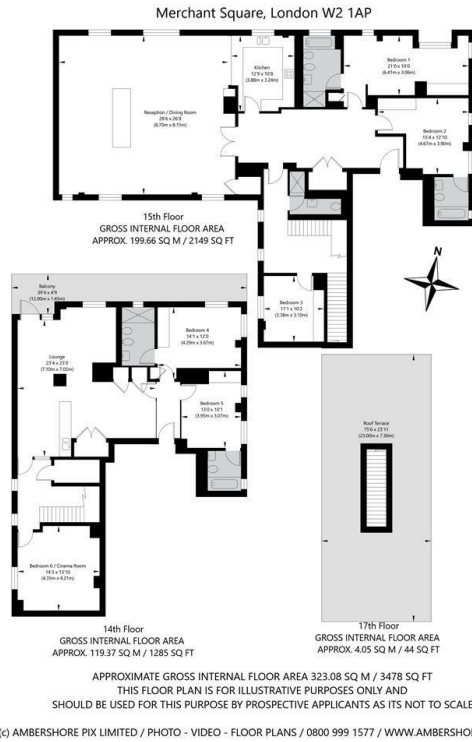 Merchant Square, London W2 1AP
Kitchen
12'9 x 10'8
(3.88m x 3.24m)
Bedroom 1
21'0 x 10'0
(6.41m x 3.06m)
Reception / Dining Room
28'6 x 26'9
(8.70m x 8.15m)
Bedroom 2
15'4 x 12'10
(4.67m x 3.90m)
15th Floor
GROSS INTERNAL FLOOR AREA
APPROX. 199.66 SQ M / 2149 SQ FT
N
Balcony
39'4 x 4'9
(12.00m x 1.45m)
Bedroom 3
11'1 x 10'2
(3.38m x 3.10m)
Bedroom 4
14'1 x 12'0
(4.29m x 3.67m)
Lounge
23'4 x 23'0
(7.10m x 7.02m)
Bedroom 5
13'0 x 10'1
(3.95m x 3.07m)
Roof Terrace
75'6 x 23'11
(23.00m x 7.30m)
Bedroom 6 / Cinema Room
14'3 x 13'10
(4.35m x 4.21m)
14th Floor
GROSS INTERNAL FLOOR AREA
APPROX. 119.37 SQ M / 1285 SQ FT
17th Floor
GROSS INTERNAL FLOOR AREA
APPROX. 4.05 SQ M / 44 SQ FT
APPROXIMATE GROSS INTERNAL FLOOR AREA 323.08 SQ M / 3478 SQ FT
THIS FLOOR PLAN IS FOR ILLUSTRATIVE PURPOSES ONLY AND
SHOULD BE USED FOR THIS PURPOSE BY PROSPECTIVE APPLICANTS AS ITS NOT TO SCALE
(c) AMBERSHORE PIX LIMITED / PHOTO - VIDEO - FLOOR PLANS / 0800 999 1577 / WWW.AMBERSH